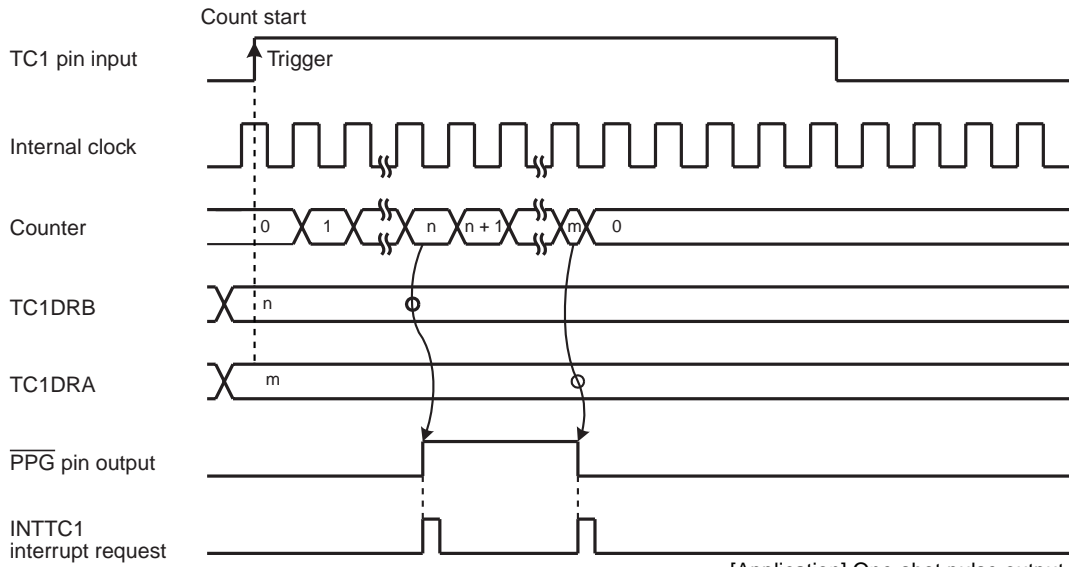 Count start
TC1 pin input
Trigger
Internal clock
Counter
0
1
n
n + 1
m
0
TC1DRB
n
TC1DRA
m
PPG pin output
INTTC1
interrupt request
[Application] One-shot pulse output